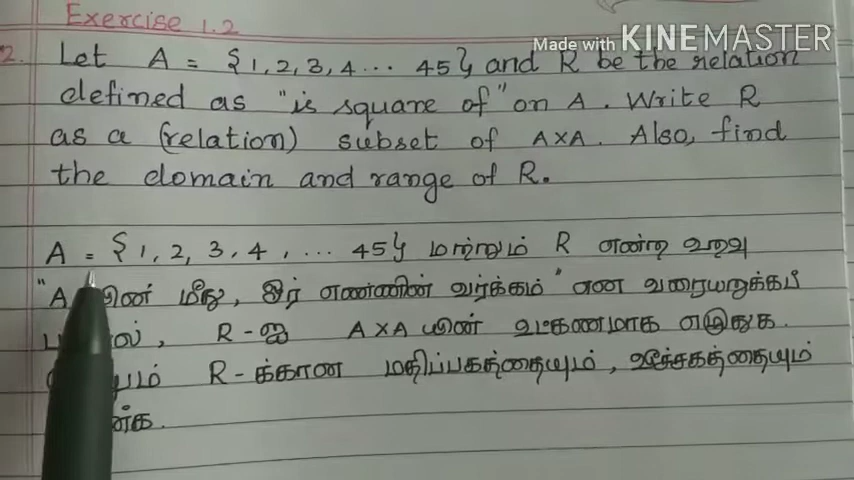 Exercise 1.2
Made with KINEMASTER
2. Let A = {1, 2, 3, 4 ... 45} and R be the relation
defined as "is square of" on A. Write R
as a (relation) subset of A×A. Also, find
the domain and range of R.
A = {1, 2, 3, 4, ... 45} மற்றும் R என்ற உறவு
"A மீது, ஓர் எண்ணின் வர்க்கம்" என வரையறுக்கப்
R-ஐ A×A யின் உட்கணமாக எழுதுக.
R-க்கான மதிப்பகத்தையும், வீச்சகத்தையும்